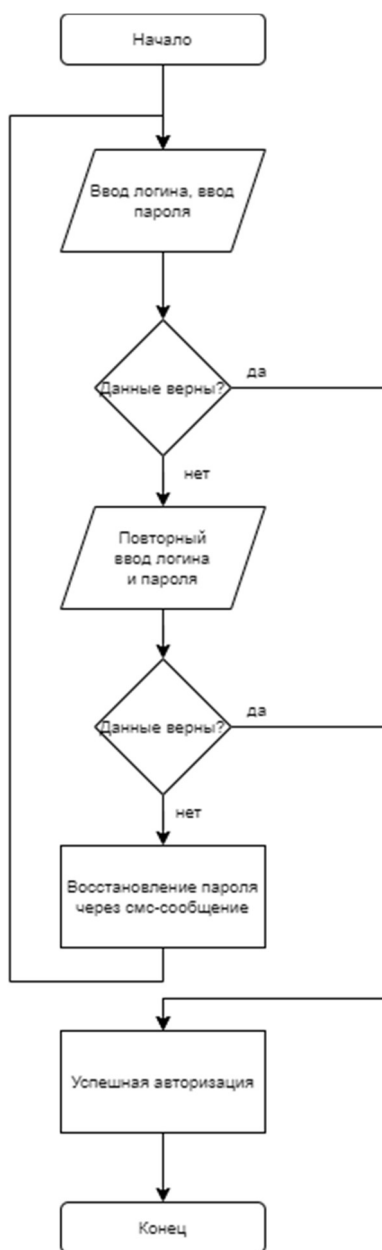 Начало
Ввод логина, ввод
пароля
Данные верны?
да
нет
Повторный
ввод логина
и пароля
Данные верны?
да
нет
Восстановление пароля
через смс-сообщение
Успешная авторизация
Конец